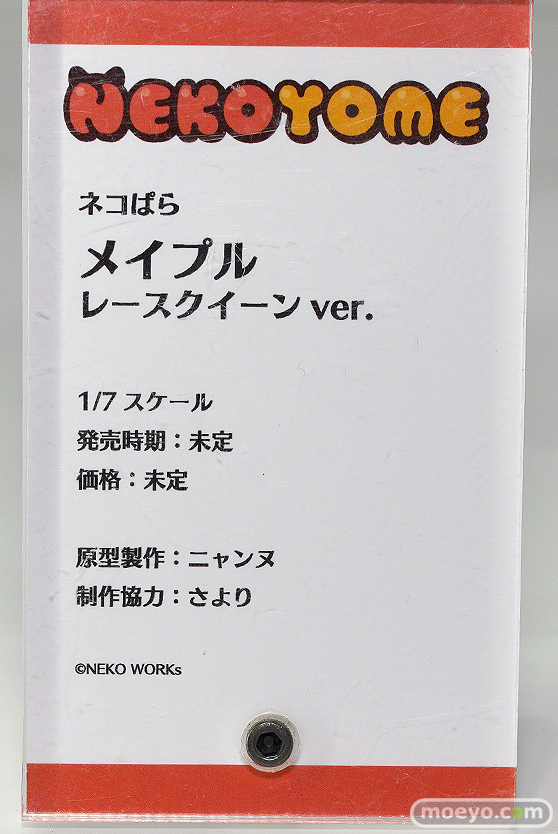 NEKOYOME
ネコぱら
メイプル
レースクイーン ver.
1/7 スケール
発売時期：未定
価格：未定
原型製作：ニャンヌ
制作協力：さより
©NEKO WORKs
moeyo.com